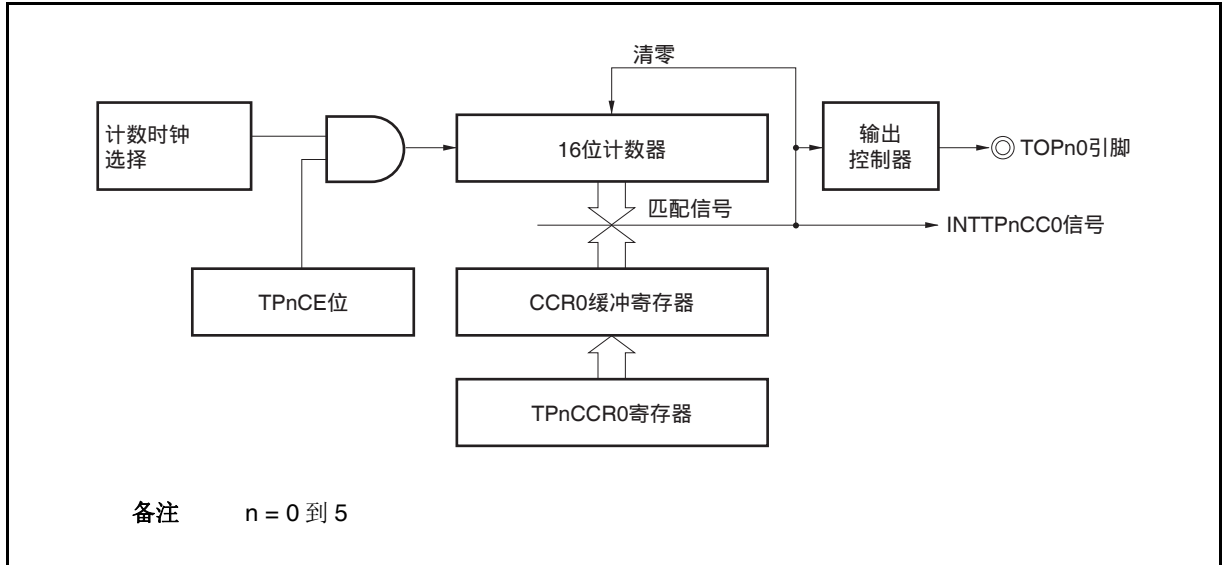 清零
计数时钟
选择
16位计数器
输出
控制器
TOPn0引脚
匹配信号
INTTPnCC0信号
TPnCE位
CCR0缓冲寄存器
TPnCCR0寄存器
备注 n = 0 到 5